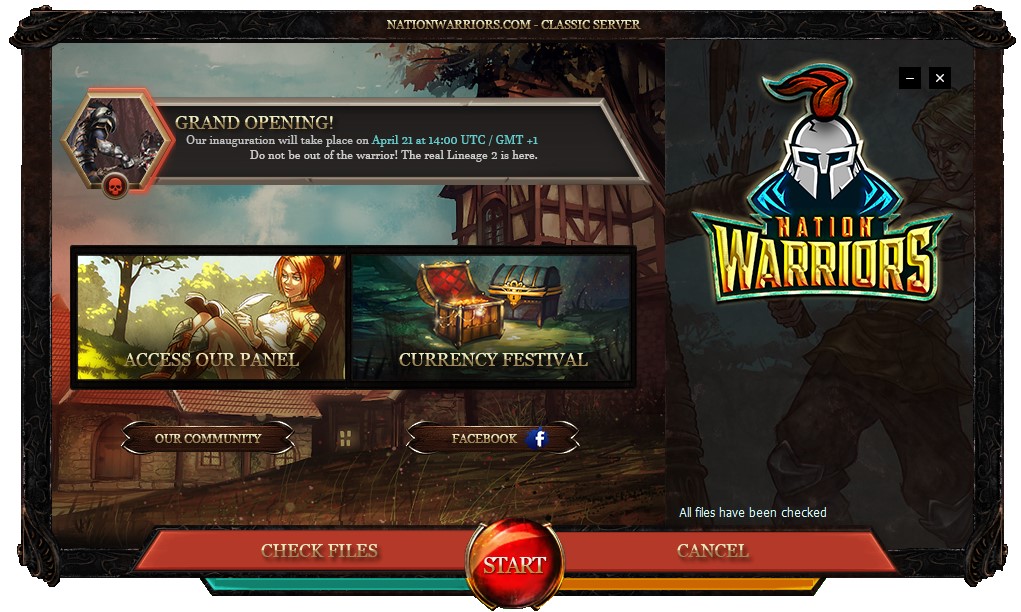 NATIONWARRIORS.COM - CLASSIC SERVER
GRAND OPENING!
Our inauguration will take place on April 21 at 14:00 UTC / GMT +1
Do not be out of the warrior! The real Lineage 2 is here.
NATION
WARRIORS
ACCESS OUR PANEL
CURRENCY FESTIVAL
OUR COMMUNITY
FACEBOOK f
All files have been checked
CHECK FILES
START
CANCEL